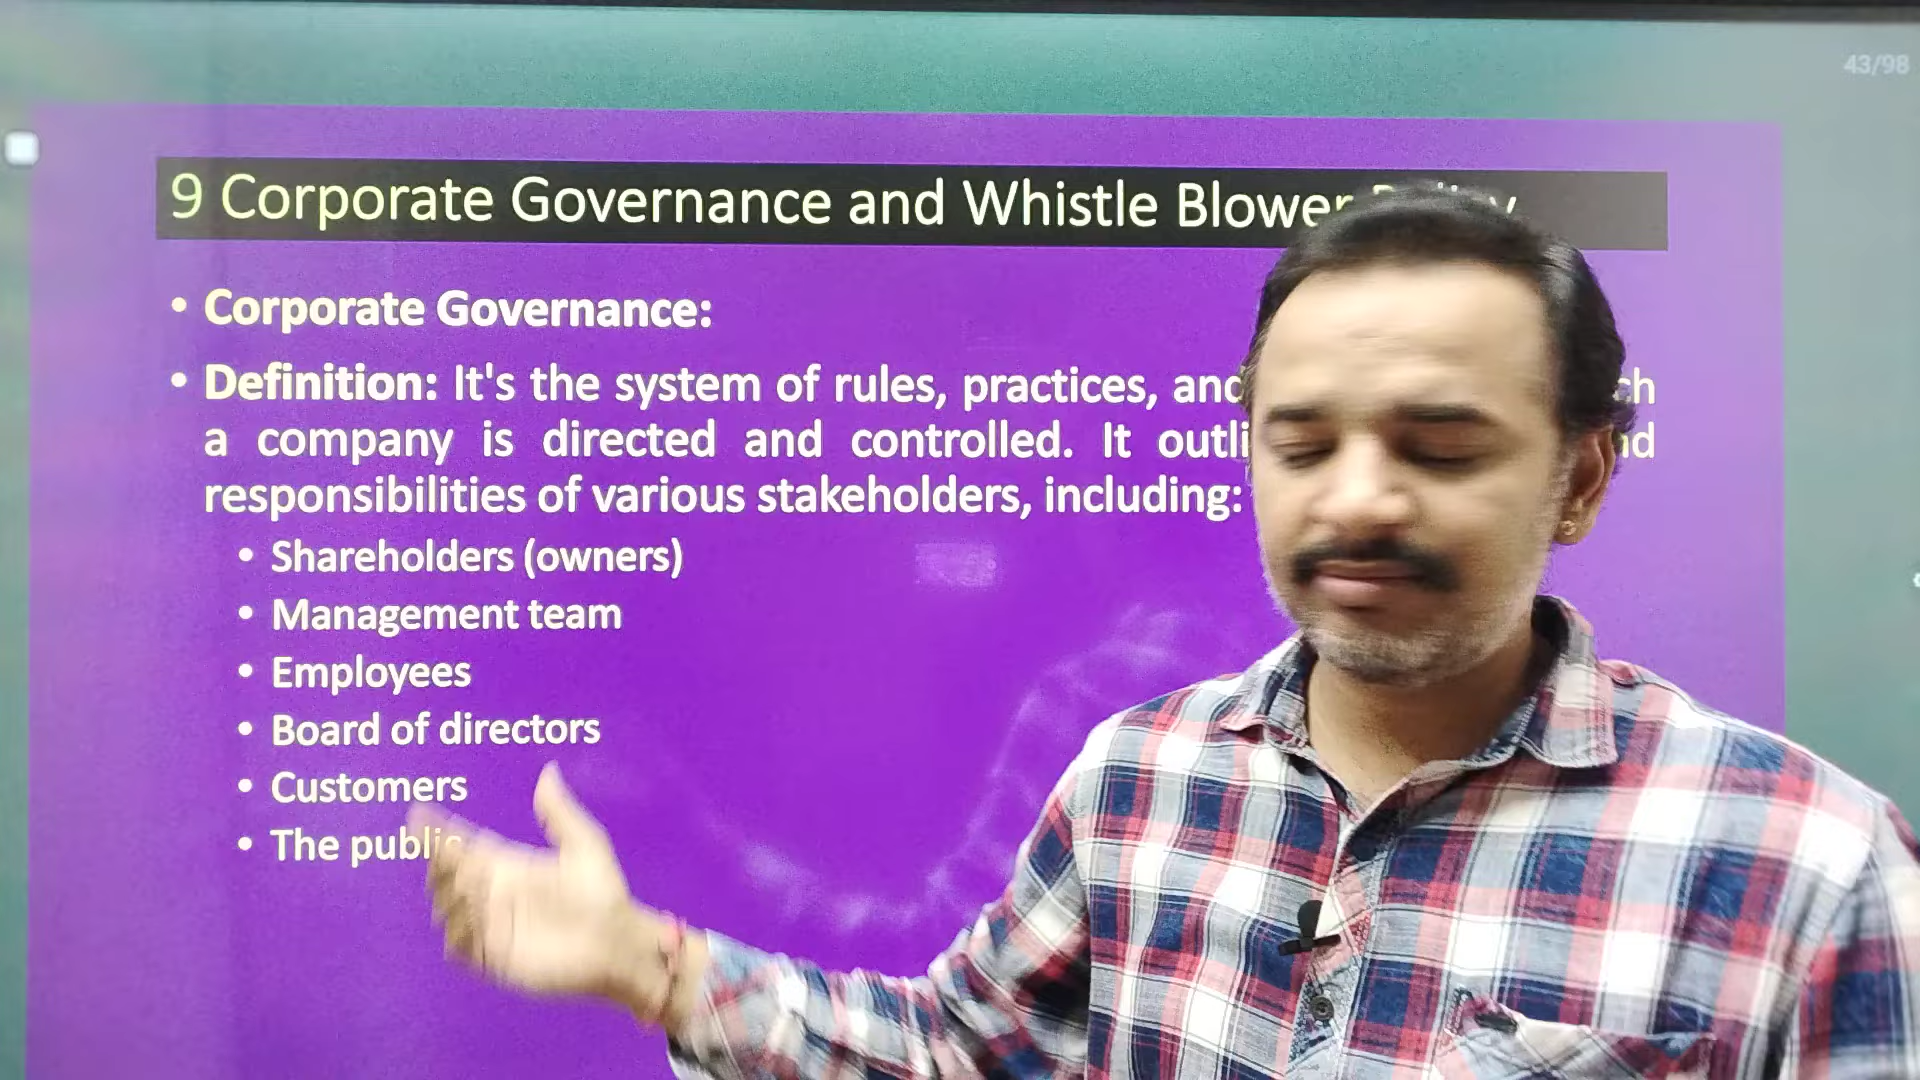 43/98
9 Corporate Governance and Whistle Blower
• Corporate Governance:
• Definition: It's the system of rules, practices, and
a company is directed and controlled. It
responsibilities of various stakeholders, including:
• Shareholders (owners)
• Management team
• Employees
• Board of directors
• Customers
• The public